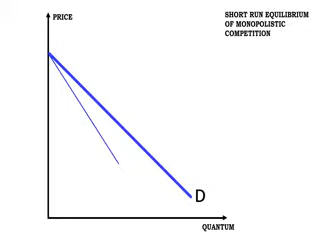 PRICE
SHORT RUN EQUILIBRIUM
OF MONOPOLISTIC
COMPETITION
D
QUANTUM